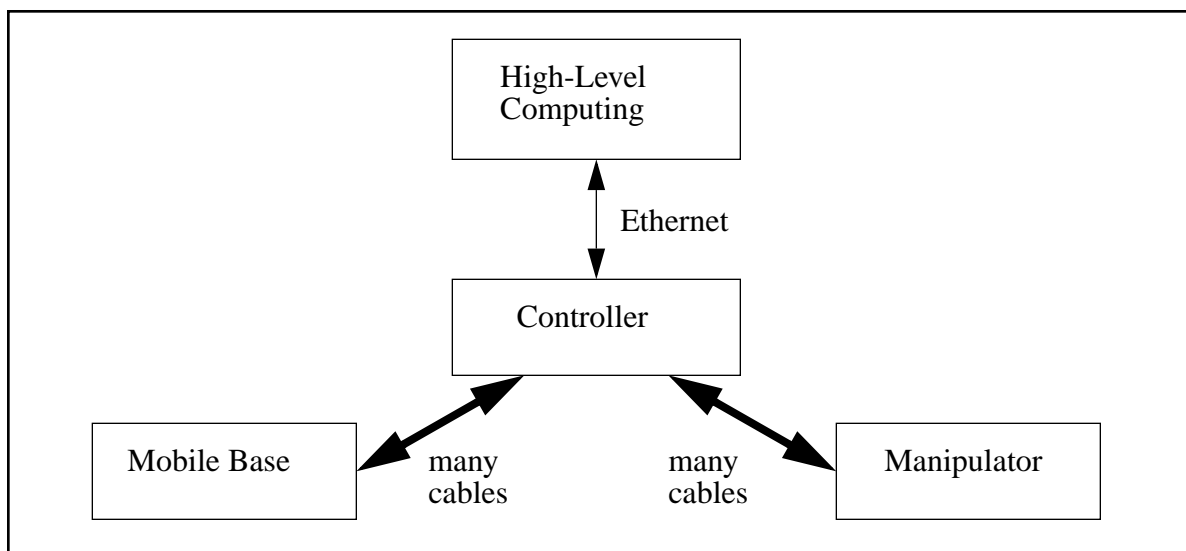 High-Level
Computing
Ethernet
Controller
Mobile Base
many
cables
many
cables
Manipulator